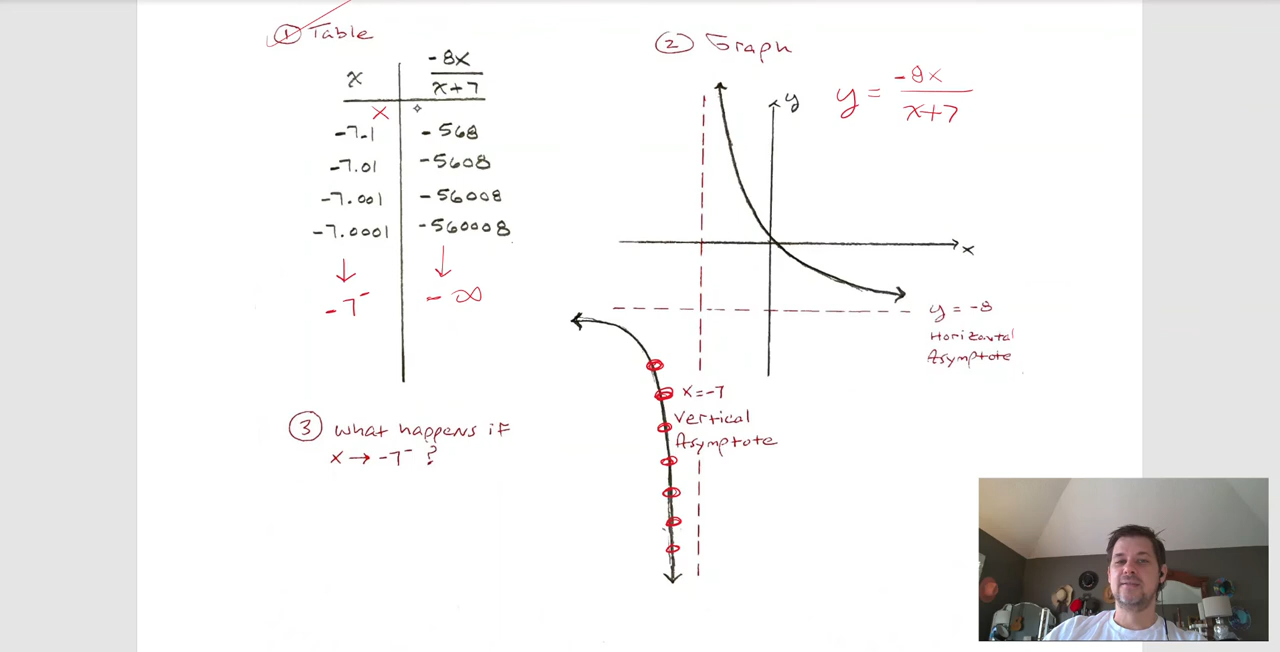 ① Table
x
-8x
x+7
x
-7.1 -568
-7.01 -5608
-7.001 -56008
-7.0001 -560008
↓ ↓
-7⁻ -∞
② Graph
y
y = -8x
x+7
x
y = -8
Horizontal
Asymptote
x=-7
Vertical
Asymptote
③ What happens if
x → -7⁻ ?